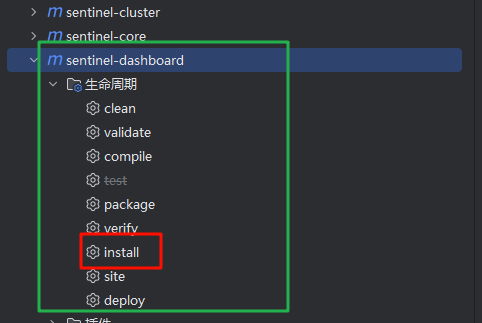 m sentinel-cluster
m sentinel-core
m sentinel-dashboard
生命周期
clean
validate
compile
test
package
verify
install
site
deploy
插件